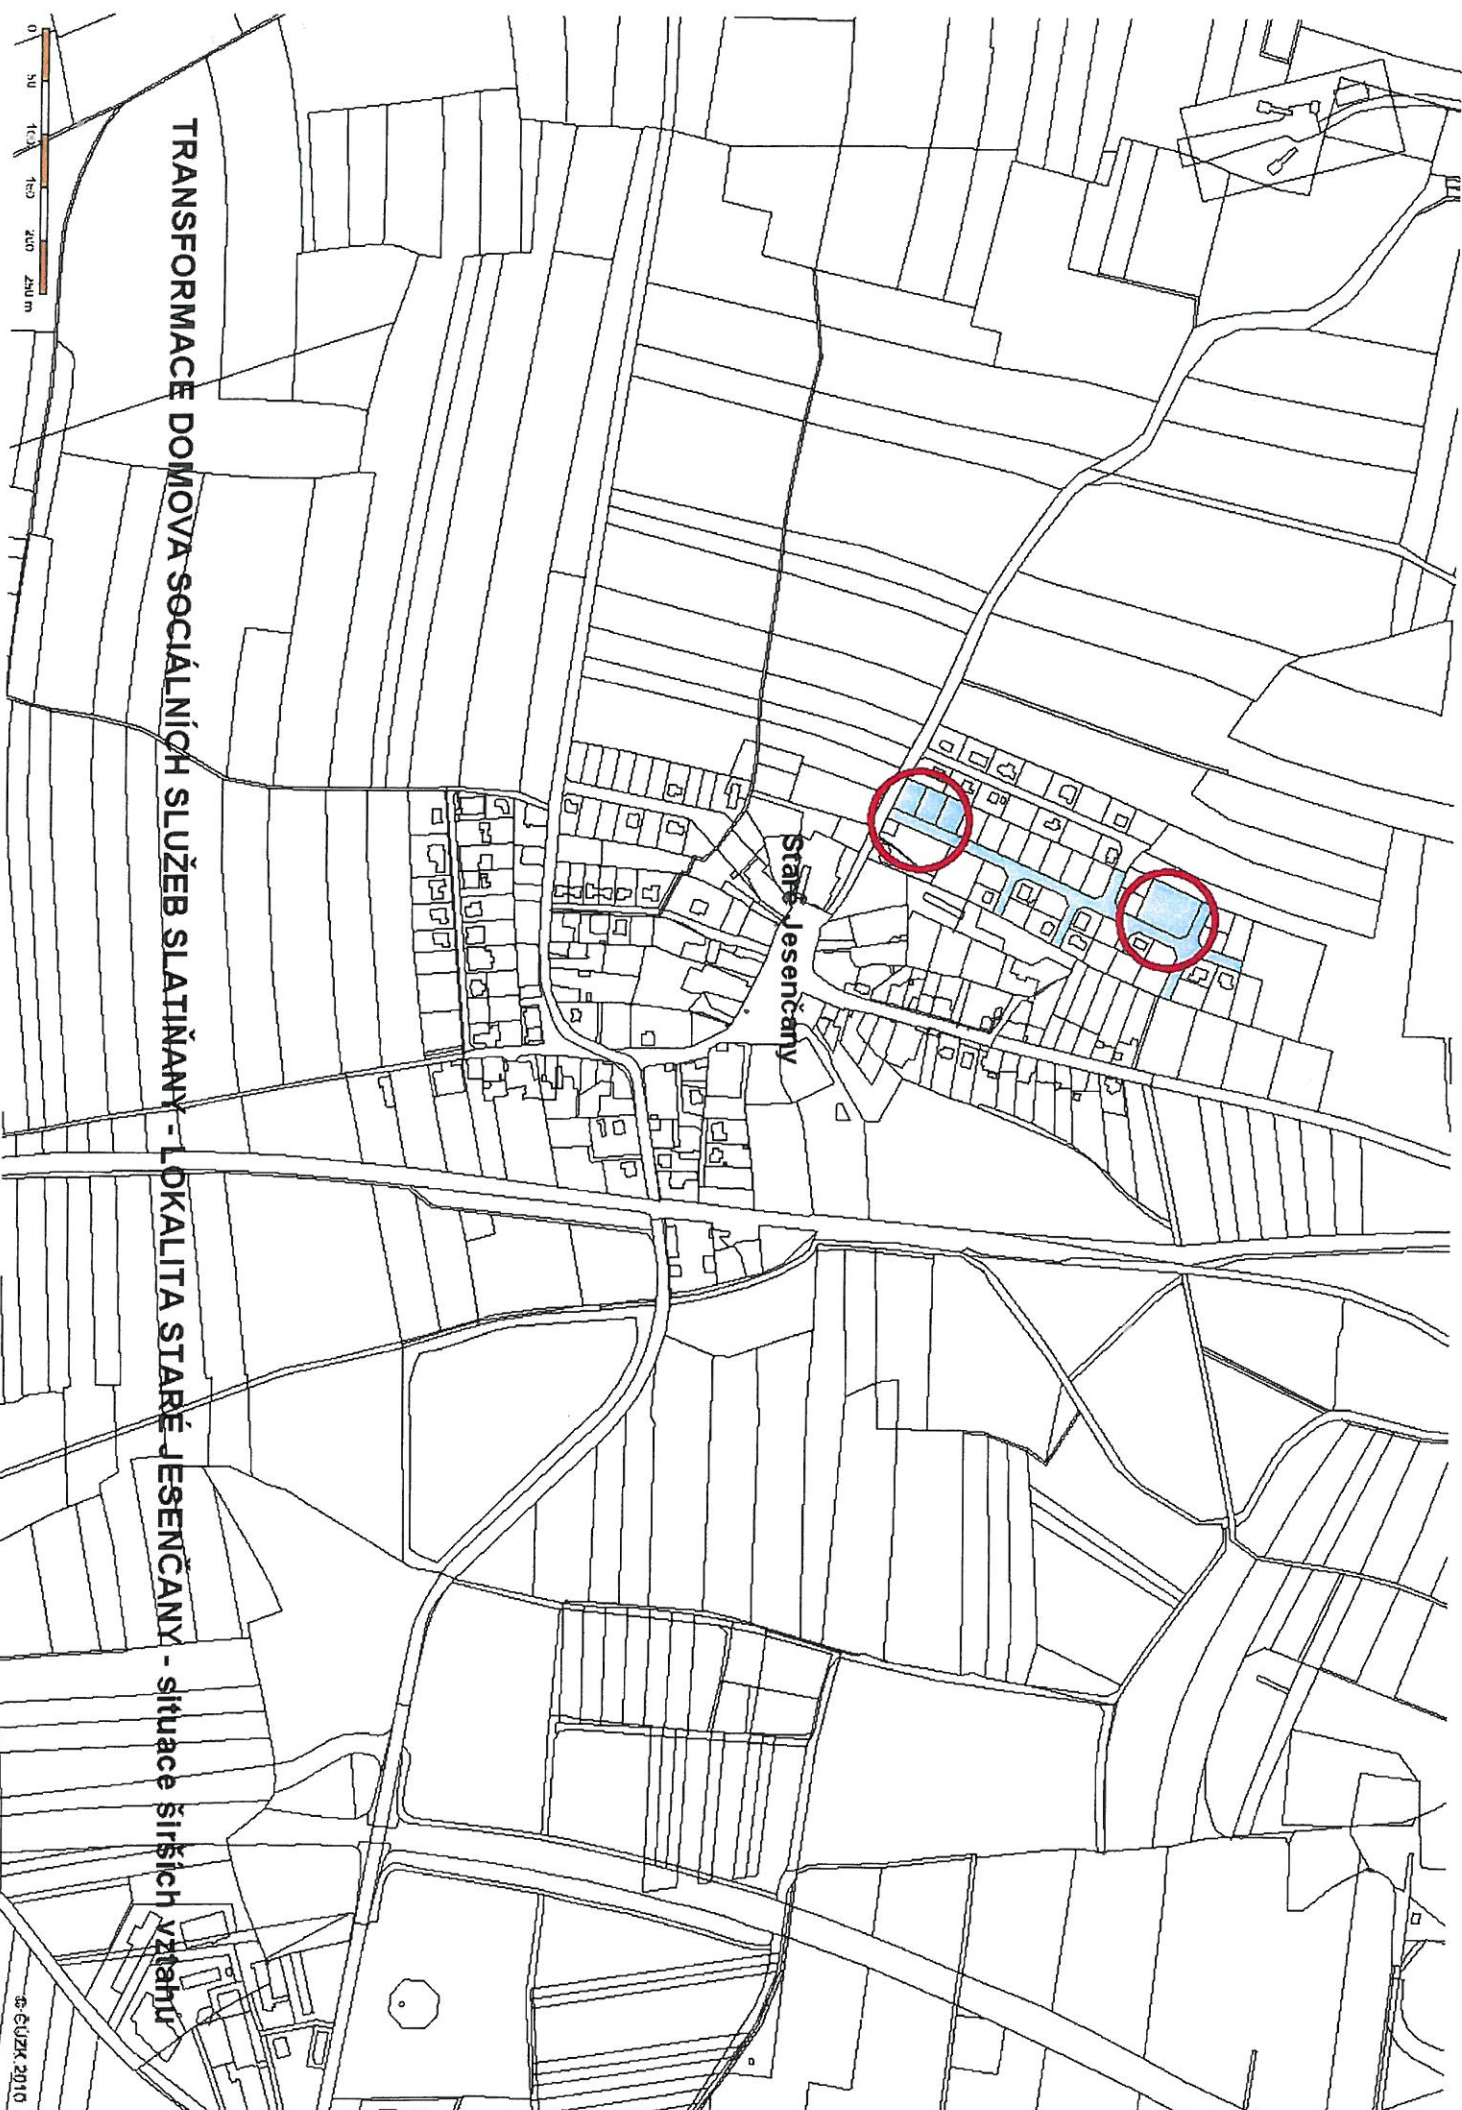 Staré Jesenčany
TRANSFORMACE DOMOVA SOCIÁLNÍCH SLUŽEB SLATIŇANY - LOKALITA STARÉ JESENČANY - situace širších vztahu
0 50 100 150 200 250 m
© ČÚZK 2010